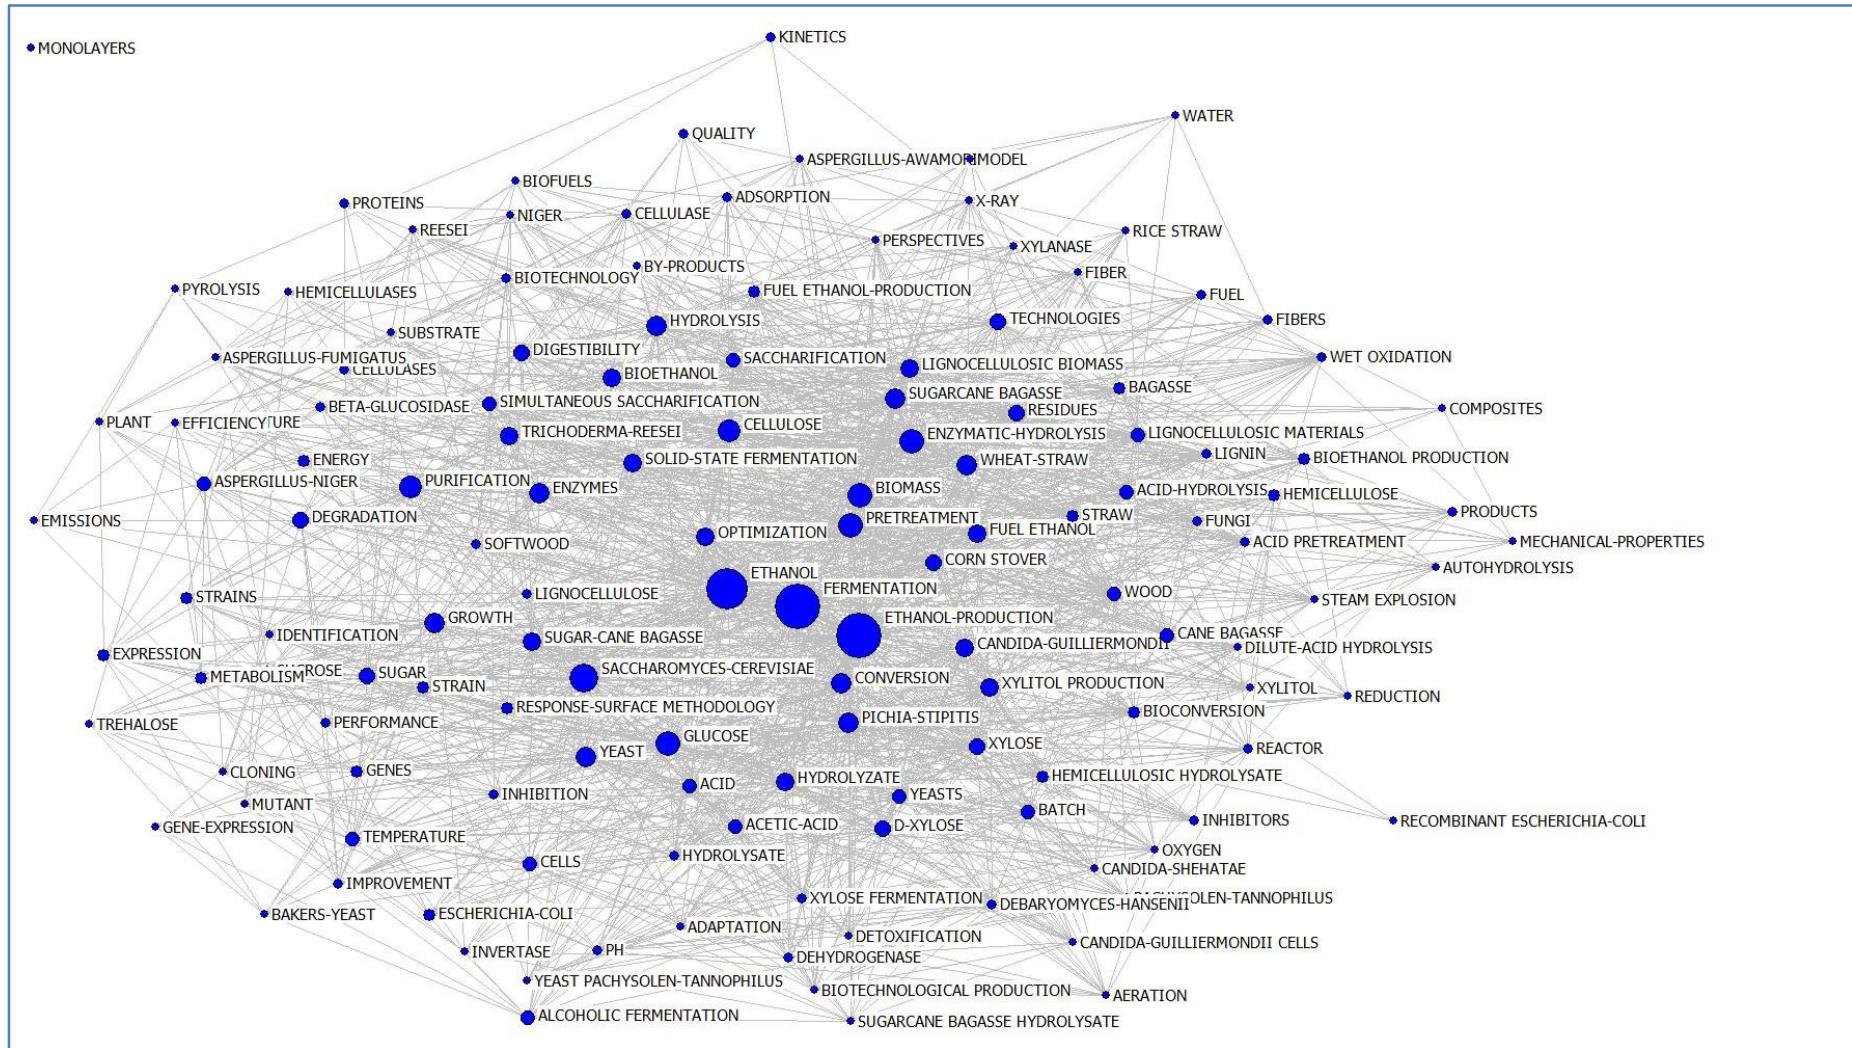 KINETICS
MONOLAYERS
WATER
QUALITY
ASPERGILLUS-AWAMORI
MODEL
BIOFUELS
ADSORPTION
X-RAY
PROTEINS
NIGER
CELLULASE
REESEI
RICE STRAW
PERSPECTIVES
XYLANASE
BY-PRODUCTS
FIBER
BIOTECHNOLOGY
PYROLYSIS
HEMICELLULASES
FUEL ETHANOL-PRODUCTION
FUEL
HYDROLYSIS
TECHNOLOGIES
FIBERS
SUBSTRATE
DIGESTIBILITY
ASPERGILLUS-FUMIGATUS
SACCHARIFICATION
WET OXIDATION
CELLULASES
LIGNOCELLULOSIC BIOMASS
BIOETHANOL
BAGASSE
SUGARCANE BAGASSE
SIMULTANEOUS SACCHARIFICATION
BETA-GLUCOSIDASE
COMPOSITES
RESIDUES
PLANT
EFFICIENCY
CELLULOSE
TRICHODERMA-REESEI
ENZYMATIC-HYDROLYSIS
LIGNOCELLULOSIC MATERIALS
LIGNIN
BIOETHANOL PRODUCTION
ENERGY
SOLID-STATE FERMENTATION
WHEAT-STRAW
ASPERGILLUS-NIGER
PURIFICATION
ENZYMES
BIOMASS
ACID-HYDROLYSIS
HEMICELLULOSE
PRODUCTS
EMISSIONS
DEGRADATION
PRETREATMENT
STRAW
FUNGI
OPTIMIZATION
FUEL ETHANOL
SOFTWOOD
ACID PRETREATMENT
MECHANICAL-PROPERTIES
CORN STOVER
AUTOHYDROLYSIS
ETHANOL
FERMENTATION
LIGNOCELLULOSE
WOOD
STRAINS
STEAM EXPLOSION
GROWTH
ETHANOL-PRODUCTION
IDENTIFICATION
SUGAR-CANE BAGASSE
CANE BAGASSE
CANDIDA-GUILLIERMONDII
DILUTE-ACID HYDROLYSIS
EXPRESSION
SACCHAROMYCES-CEREVISIAE
METABOLISM
SUGAR
CONVERSION
XYLITOL PRODUCTION
STRAIN
XYLITOL
REDUCTION
RESPONSE-SURFACE METHODOLOGY
BIOCONVERSION
TREHALOSE
PERFORMANCE
PICHIA-STIPITIS
GLUCOSE
XYLOSE
REACTOR
YEAST
CLONING
GENES
HEMICELLULOSIC HYDROLYSATE
ACID
HYDROLYZATE
INHIBITION
YEASTS
MUTANT
BATCH
INHIBITORS
RECOMBINANT ESCHERICHIA-COLI
GENE-EXPRESSION
ACETIC-ACID
D-XYLOSE
TEMPERATURE
OXYGEN
HYDROLYSATE
CELLS
CANDIDA-SHEHATAE
IMPROVEMENT
XYLOSE FERMENTATION
DEBARYOMYCES-HANSENII
BAKERS-YEAST
ESCHERICHIA-COLI
ADAPTATION
DETOXIFICATION
CANDIDA-GUILLIERMONDII CELLS
INVERTASE
PH
DEHYDROGENASE
YEAST PACHYSOLEN-TANNOPHILUS
BIOTECHNOLOGICAL PRODUCTION
AERATION
ALCOHOLIC FERMENTATION
SUGARCANE BAGASSE HYDROLYSATE